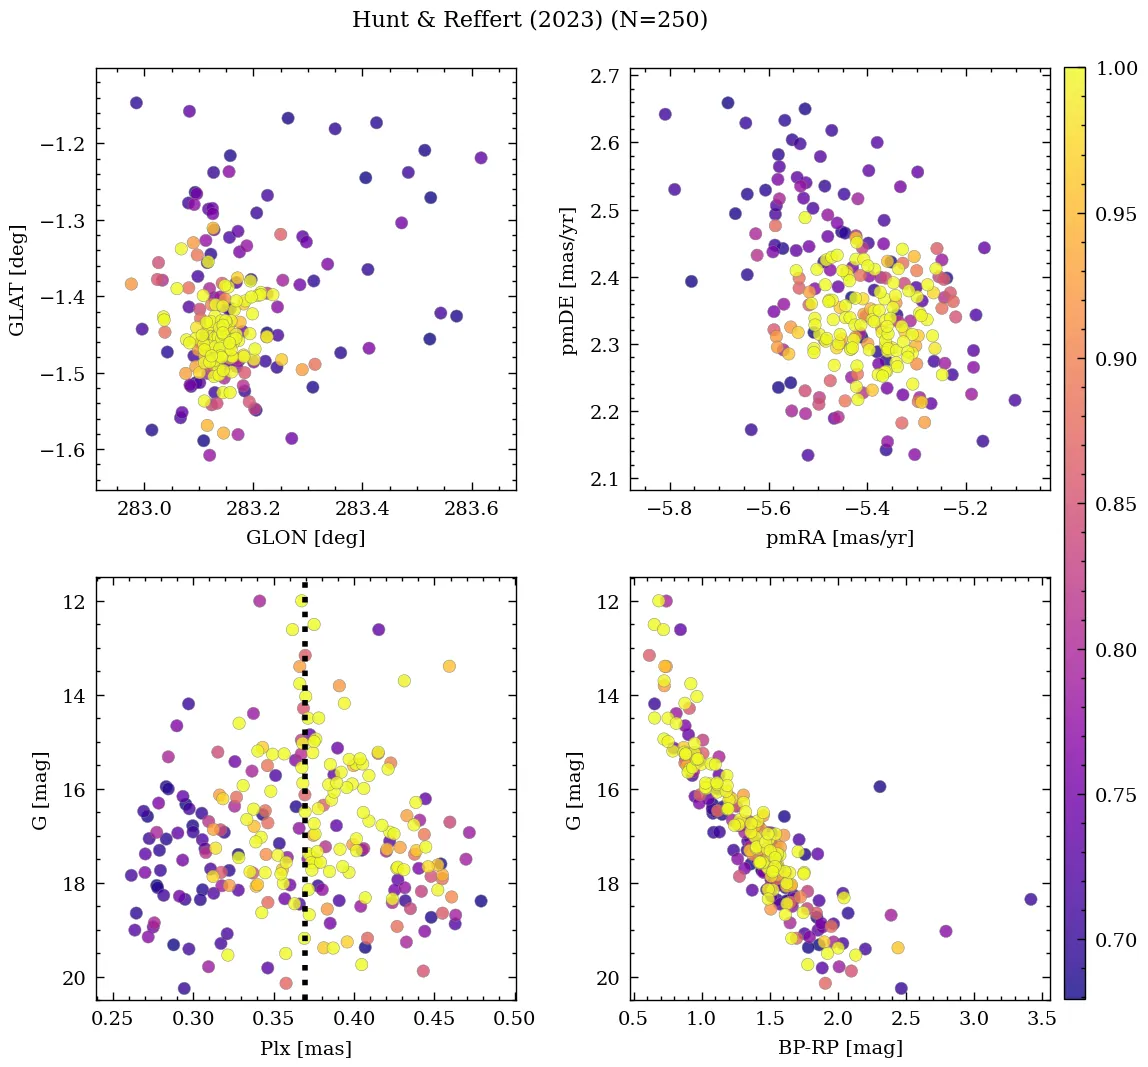 Hunt & Reffert (2023) (N=250)
−1.2
−1.3
−1.4
−1.5
−1.6
GLAT [deg]
283.0 283.2 283.4 283.6
GLON [deg]
2.7
2.6
2.5
2.4
2.3
2.2
2.1
pmDE [mas/yr]
−5.8 −5.6 −5.4 −5.2
pmRA [mas/yr]
12
14
16
18
20
G [mag]
0.25 0.30 0.35 0.40 0.45 0.50
Plx [mas]
12
14
16
18
20
G [mag]
0.5 1.0 1.5 2.0 2.5 3.0 3.5
BP-RP [mag]
1.00
0.95
0.90
0.85
0.80
0.75
0.70